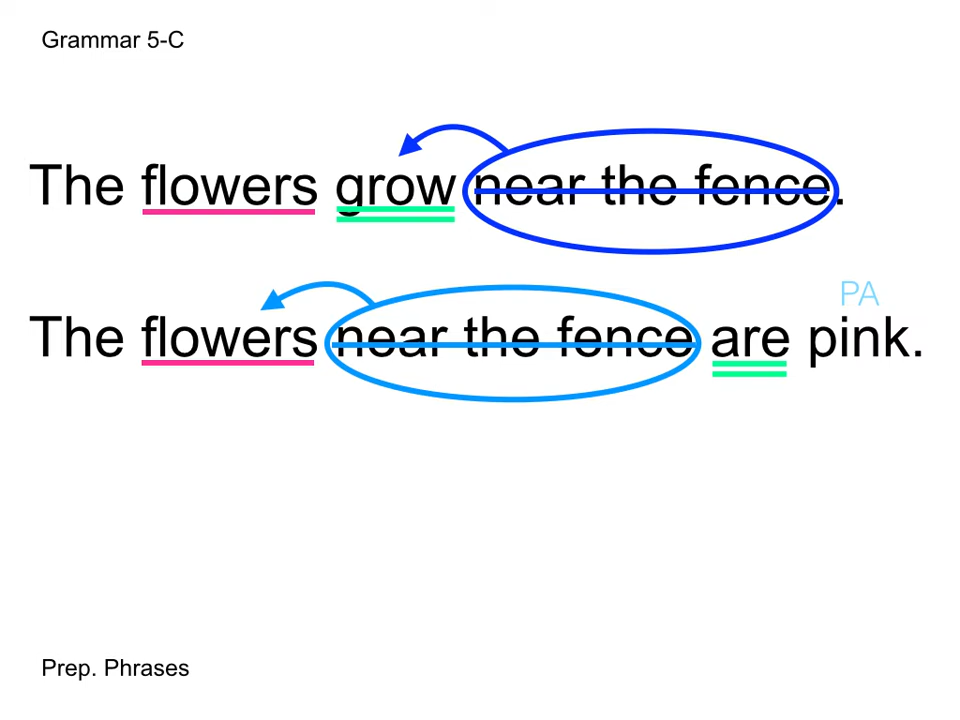 Grammar 5-C
The flowers grow near the fence.
PA
The flowers near the fence are pink.
Prep. Phrases